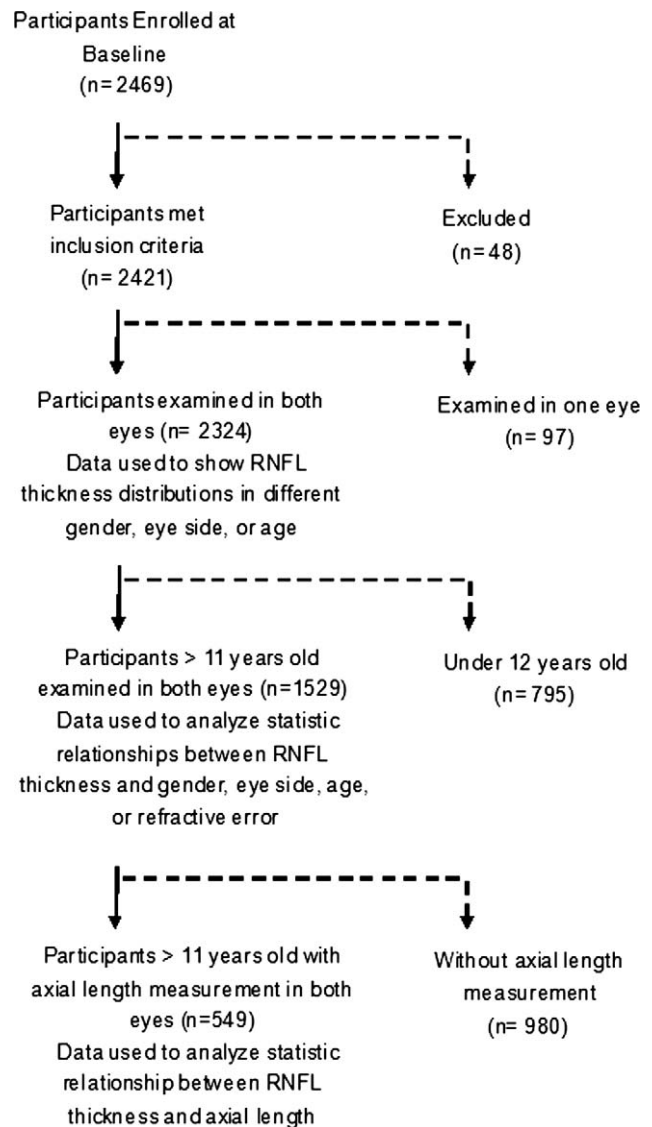 Participants Enrolled at
Baseline
(n= 2469)
Participants met
inclusion criteria
(n= 2421)
Excluded
(n= 48)
Participants examined in both
eyes (n= 2324)
Data used to show RNFL
thickness distributions in different
gender, eye side, or age
Examined in one eye
(n= 97)
Participants > 11 years old
examined in both eyes (n=1529)
Data used to analyze statistic
relationships between RNFL
thickness and gender, eye side, age,
or refractive error
Under 12 years old
(n= 795)
Participants > 11 years old with
axial length measurement in both
eyes (n=549)
Data used to analyze statistic
relationship between RNFL
thickness and axial length
Without axial length
measurement
(n= 980)